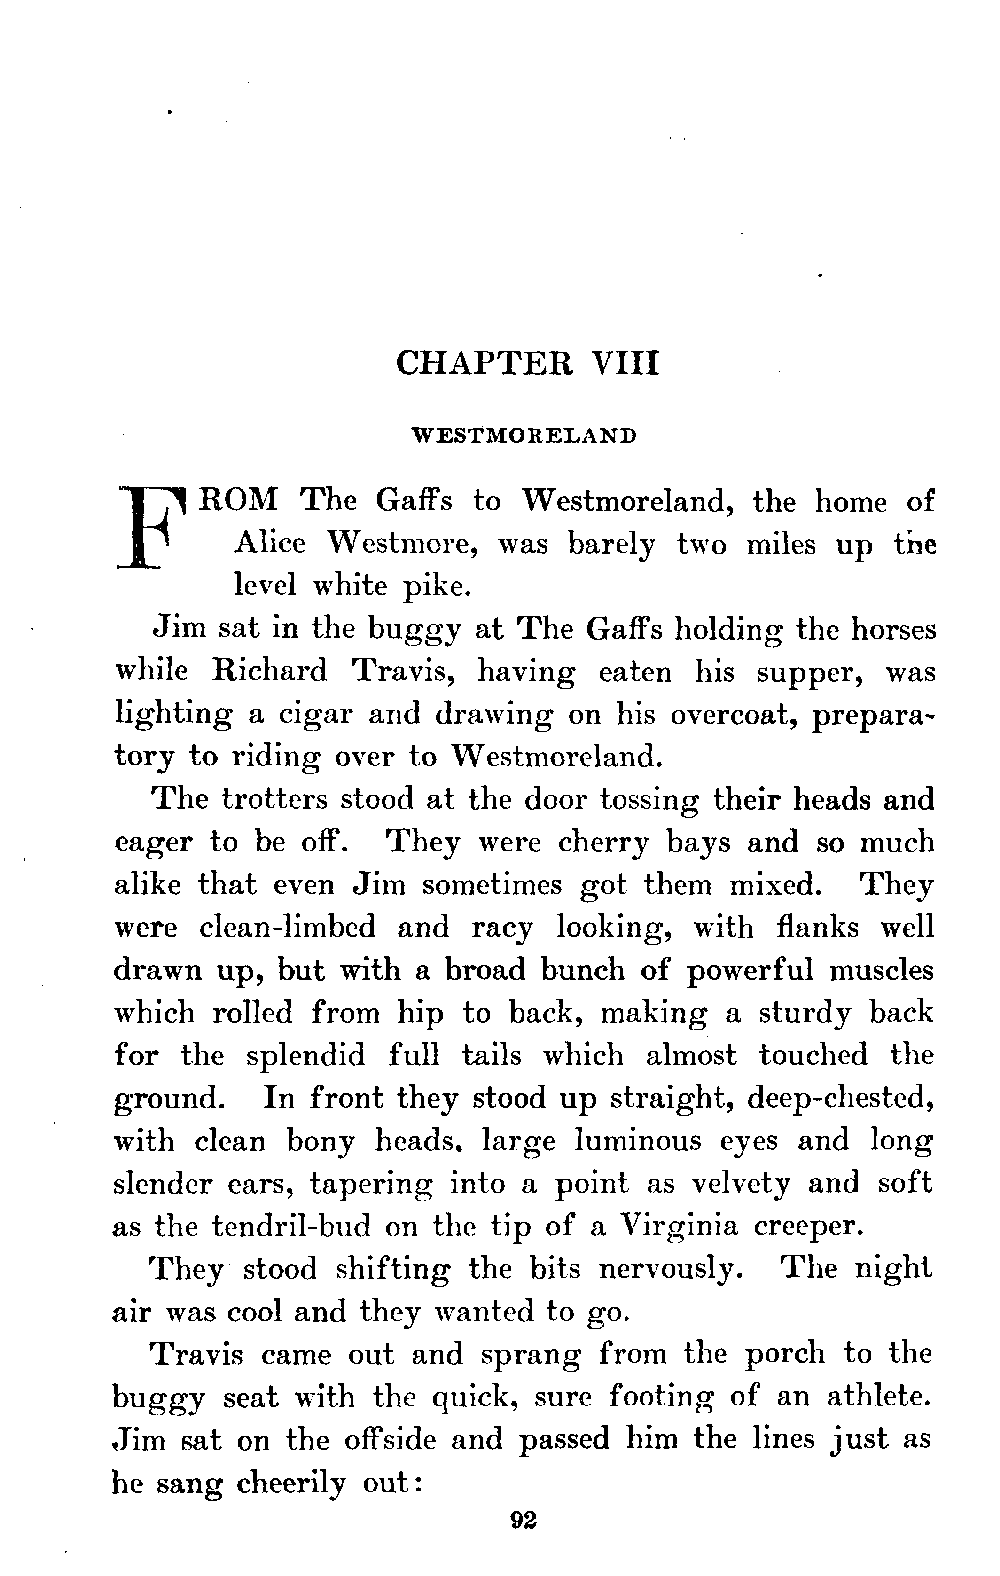 CHAPTER VIII
WESTMORELAND
FROM The Gaffs to Westmoreland, the home of
Alice Westmore, was barely two miles up the
level white pike.
Jim sat in the buggy at The Gaffs holding the horses
while Richard Travis, having eaten his supper, was
lighting a cigar and drawing on his overcoat, prepara-
tory to riding over to Westmoreland.
The trotters stood at the door tossing their heads and
eager to be off. They were cherry bays and so much
alike that even Jim sometimes got them mixed. They
were clean-limbed and racy looking, with flanks well
drawn up, but with a broad bunch of powerful muscles
which rolled from hip to back, making a sturdy back
for the splendid full tails which almost touched the
ground. In front they stood up straight, deep-chested,
with clean bony heads, large luminous eyes and long
slender ears, tapering into a point as velvety and soft
as the tendril-bud on the tip of a Virginia creeper.
They stood shifting the bits nervously. The night
air was cool and they wanted to go.
Travis came out and sprang from the porch to the
buggy seat with the quick, sure footing of an athlete.
Jim sat on the offside and passed him the lines just as
he sang cheerily out:
92